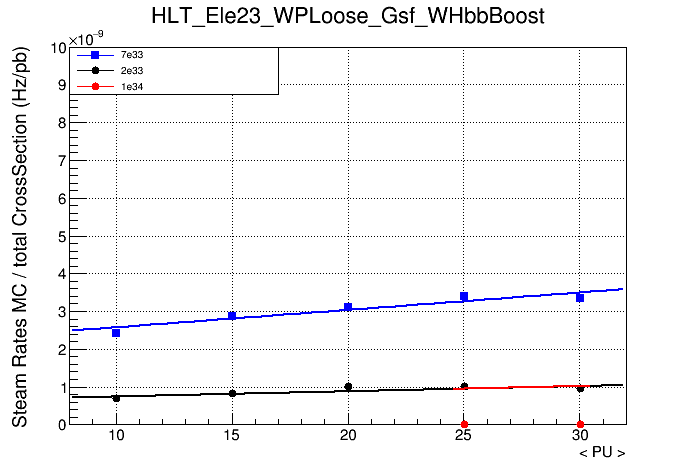 HLT_Ele23_WPLoose_Gsf_WHbbBoost
×10⁻⁹
Steam Rates MC / total CrossSection (Hz/pb)
7e33
2e33
1e34
10
9
8
7
6
5
4
3
2
1
0
10 15 20 25 30
< PU >